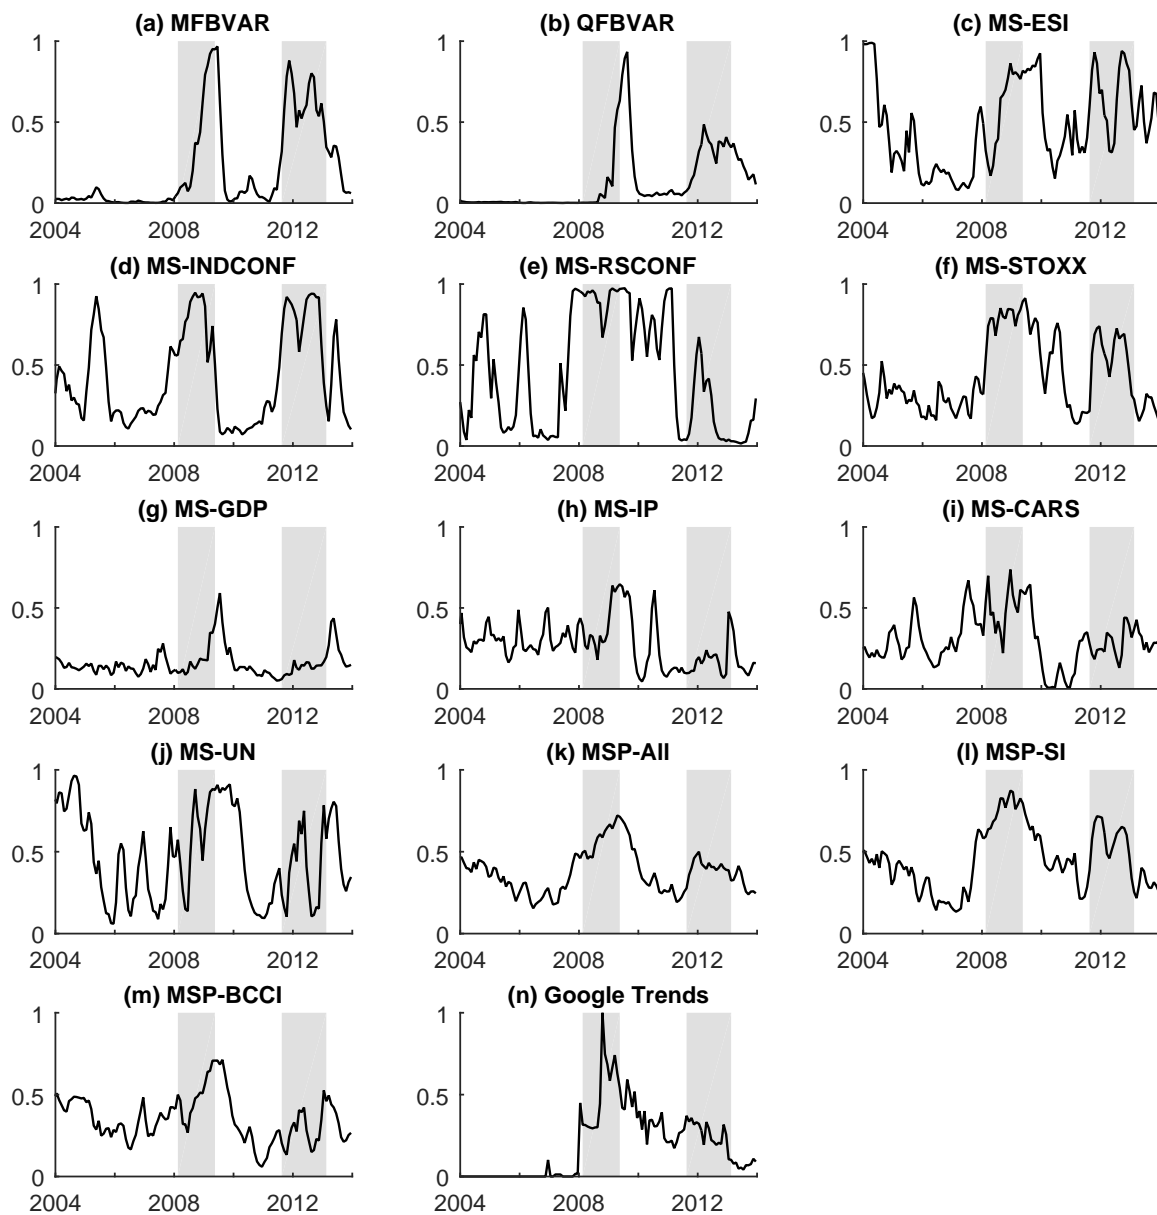 (a) MFBVAR
(b) QFBVAR
(c) MS-ESI
1
0.5
0
2004 2008 2012
1
0.5
0
2004 2008 2012
1
0.5
0
2004 2008 2012
(d) MS-INDCONF
(e) MS-RSCONF
(f) MS-STOXX
1
0.5
0
2004 2008 2012
1
0.5
0
2004 2008 2012
1
0.5
0
2004 2008 2012
(g) MS-GDP
(h) MS-IP
(i) MS-CARS
1
0.5
0
2004 2008 2012
1
0.5
0
2004 2008 2012
1
0.5
0
2004 2008 2012
(j) MS-UN
(k) MSP-All
(l) MSP-SI
1
0.5
0
2004 2008 2012
1
0.5
0
2004 2008 2012
1
0.5
0
2004 2008 2012
(m) MSP-BCCI
(n) Google Trends
1
0.5
0
2004 2008 2012
1
0.5
0
2004 2008 2012